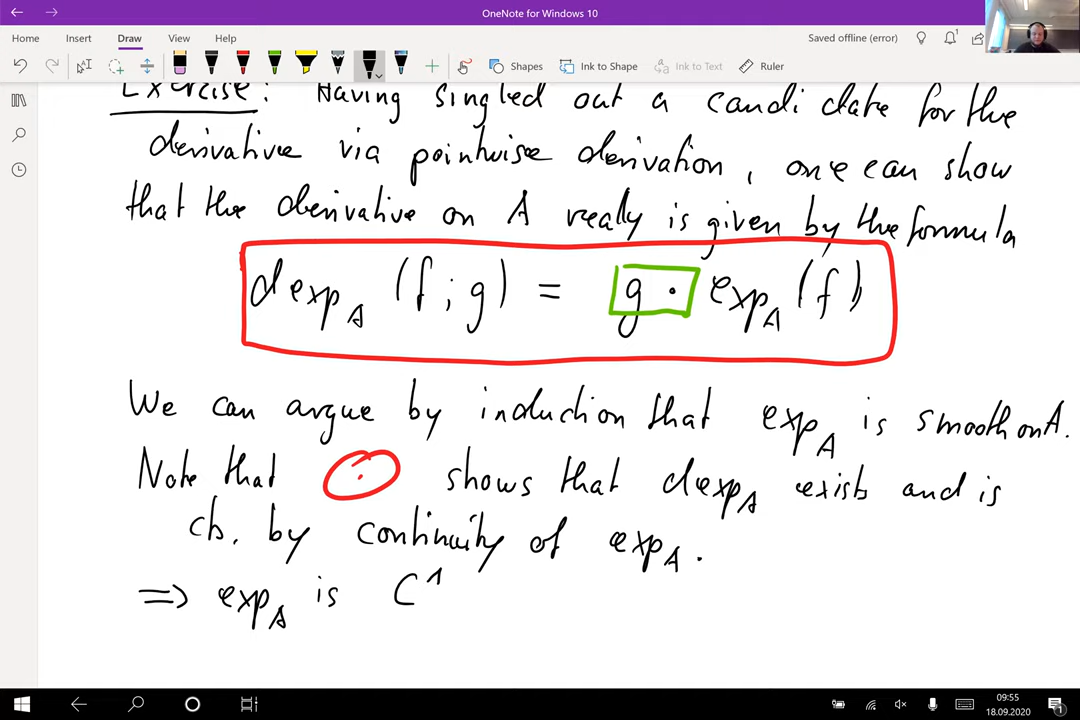 OneNote for Windows 10
Home Insert Draw View Help
Saved offline (error)
Shapes Ink to Shape Ink to Text Ruler
Exercise: Having singled out a candidate for the
derivative via pointwise derivation, one can show
that the derivative on A really is given by the formula
dexp_A (f; g) = g · exp_A (f)
We can argue by induction that exp_A is smooth on A.
Note that · shows that dexp_A exists and is
cts. by continuity of exp_A.
=> exp_A is C^1
09:55
18.09.2020